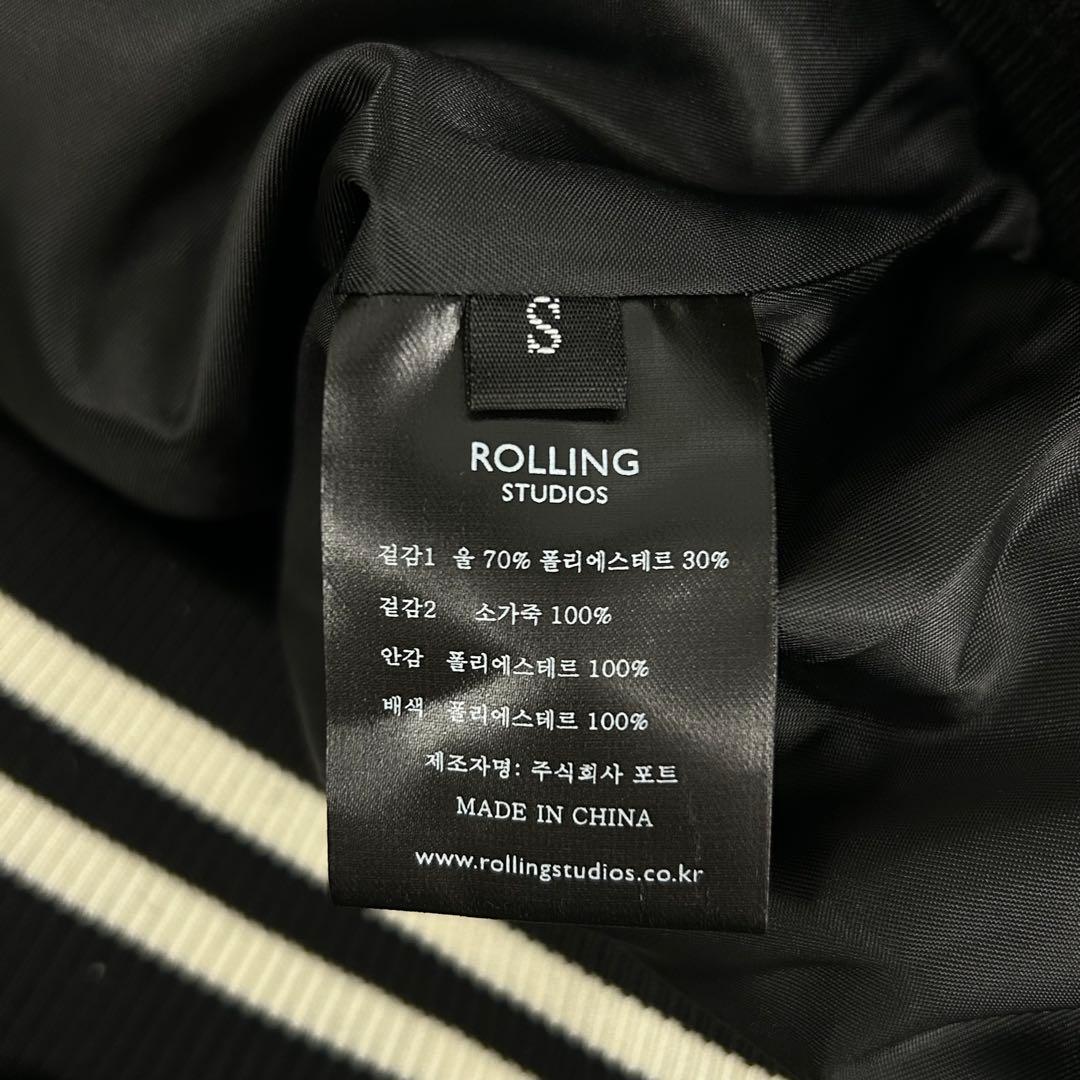 S
ROLLING
STUDIOS
겉감1 울 70% 폴리에스테르 30%
겉감2 소가죽 100%
안감 폴리에스테르 100%
배색 폴리에스테르 100%
제조자명: 주식회사 포트
MADE IN CHINA
www.rollingstudios.co.kr